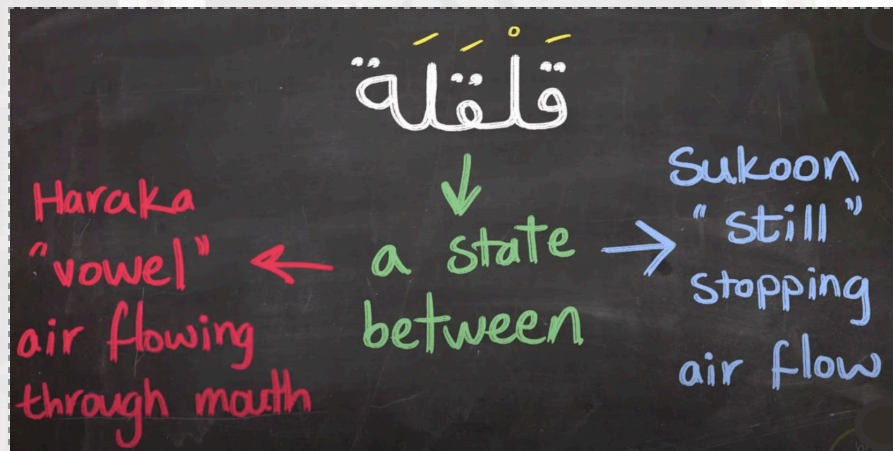 قَلْقَلَة
a state
between
Haraka
"vowel"
air flowing
through mouth
Sukoon
"still"
stopping
air flow